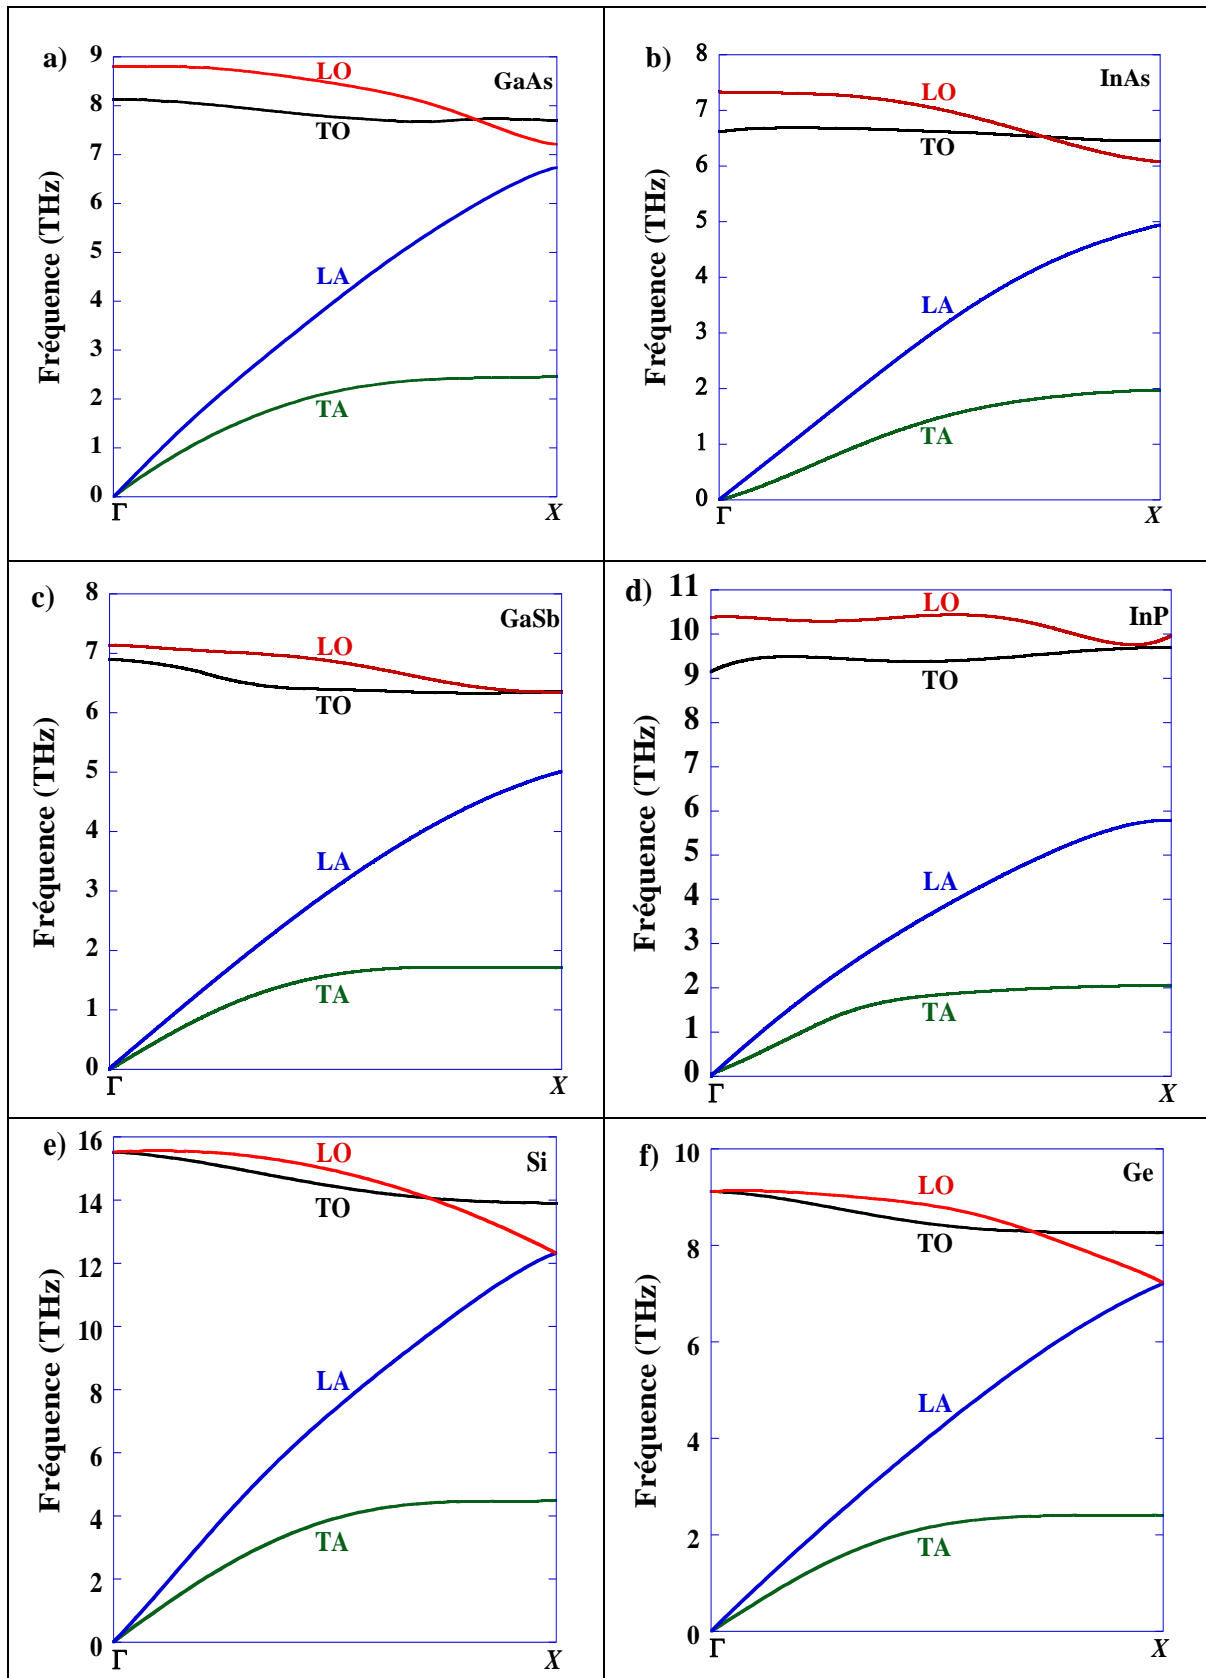 a)
GaAs
9
8
7
6
5
4
3
2
1
0
Fréquence (THz)
LO
TO
LA
TA
Γ
X
b)
InAs
8
7
6
5
4
3
2
1
0
Fréquence (THz)
LO
TO
LA
TA
Γ
X
c)
GaSb
8
7
6
5
4
3
2
1
0
Fréquence (THz)
LO
TO
LA
TA
Γ
X
d)
InP
11
10
9
8
7
6
5
4
3
2
1
0
Fréquence (THz)
LO
TO
LA
TA
Γ
X
e)
Si
16
14
12
10
8
6
4
2
0
Fréquence (THz)
LO
TO
LA
TA
Γ
X
f)
Ge
10
8
6
4
2
0
Fréquence (THz)
LO
TO
LA
TA
Γ
X